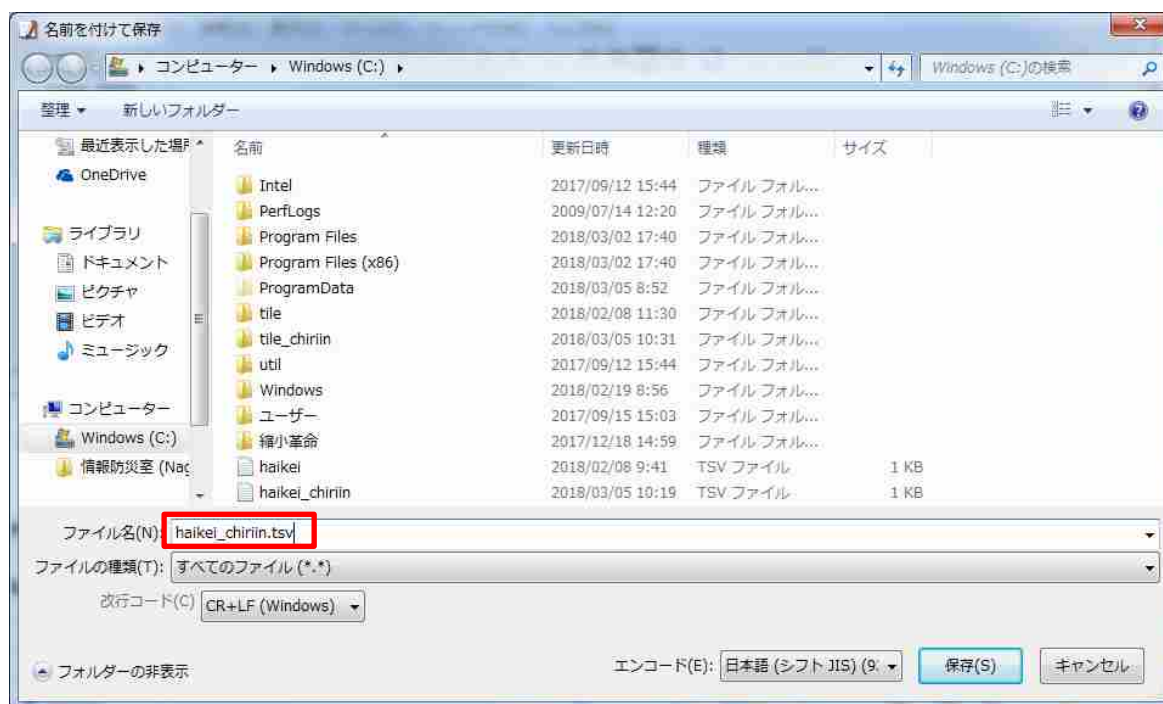 名前を付けて保存
コンピューター ▸ Windows (C:) ▸ Windows (C:)の検索
整理 新しいフォルダー
最近表示した場所 名前 更新日時 種類 サイズ
OneDrive Intel 2017/09/12 15:44 ファイル フォル...
PerfLogs 2009/07/14 12:20 ファイル フォル...
ライブラリ Program Files 2018/03/02 17:40 ファイル フォル...
ドキュメント Program Files (x86) 2018/03/02 17:40 ファイル フォル...
ピクチャ ProgramData 2018/03/05 8:52 ファイル フォル...
ビデオ tile 2018/02/08 11:30 ファイル フォル...
ミュージック tile_chiriin 2018/03/05 10:31 ファイル フォル...
util 2017/09/12 15:44 ファイル フォル...
コンピューター Windows 2018/02/19 8:56 ファイル フォル...
ユーザー 2017/09/15 15:03 ファイル フォル...
Windows (C:) 縮小革命 2017/12/18 14:59 ファイル フォル...
情報防災室 (Nag haikei 2018/02/08 9:41 TSV ファイル 1 KB
haikei_chiriin 2018/03/05 10:19 TSV ファイル 1 KB
ファイル名(N): haikei_chiriin.tsv
ファイルの種類(T): すべてのファイル (*.*)
改行コード(C) CR+LF (Windows)
フォルダーの非表示 エンコード(E): 日本語 (シフト JIS) (9: 保存(S) キャンセル